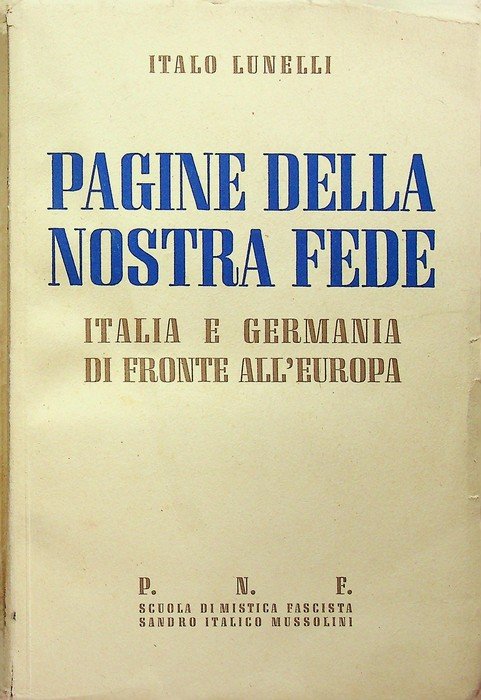 ITALO LUNELLI
PAGINE DELLA
NOSTRA FEDE
ITALIA E GERMANIA
DI FRONTE ALL'EUROPA
P. N. F.
SCUOLA DI MISTICA FASCISTA
SANDRO ITALICO MUSSOLINI